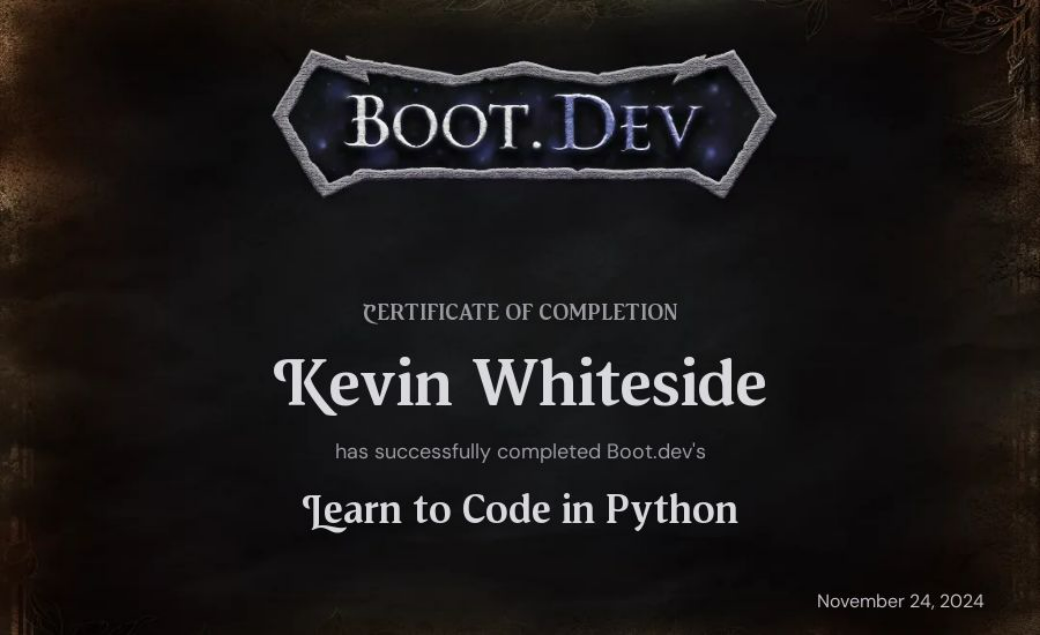 BOOT.DEV
CERTIFICATE OF COMPLETION
Kevin Whiteside
has successfully completed Boot.dev's
Learn to Code in Python
November 24, 2024